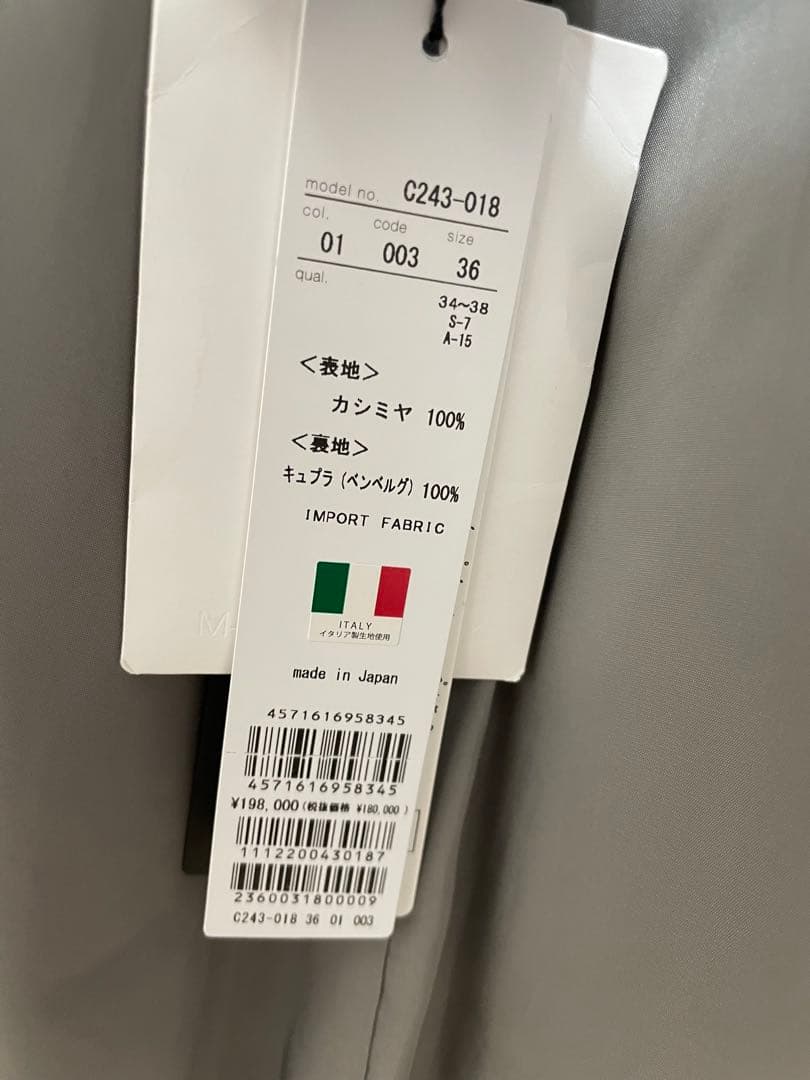 model no. C243-018
col. code size
01 003 36
qual.
34~38
S-7
A-15
<表地>
カシミヤ 100%
<裏地>
キュプラ (ベンベルグ) 100%
IMPORT FABRIC
ITALY
イタリア製生地使用
made in Japan
4571616958345
4571616958345
¥198,000(税抜価格 ¥180,000)
1112200430187
2360031800009
C243-018 36 01 003